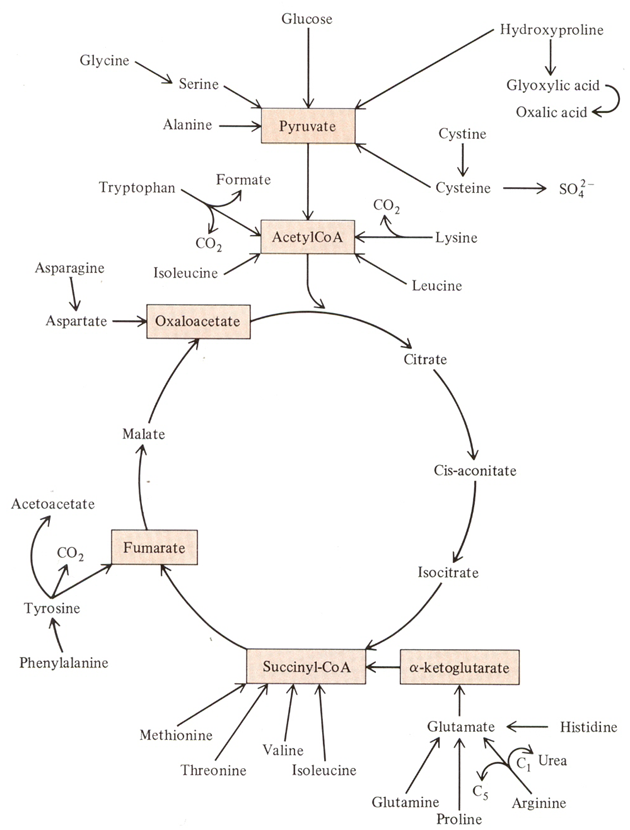 Glucose
Hydroxyproline
Glycine
Serine
Glyoxylic acid
Oxalic acid
Alanine
Pyruvate
Cystine
Tryptophan
Formate
Cysteine
SO₄²⁻
CO₂
CO₂
AcetylCoA
Lysine
Isoleucine
Leucine
Asparagine
Aspartate
Oxaloacetate
Citrate
Malate
Cis-aconitate
Acetoacetate
CO₂
Fumarate
Isocitrate
Tyrosine
Phenylalanine
Succinyl-CoA
α-ketoglutarate
Methionine
Threonine
Valine
Isoleucine
Glutamate
Histidine
C₁ Urea
C₅
Glutamine
Proline
Arginine